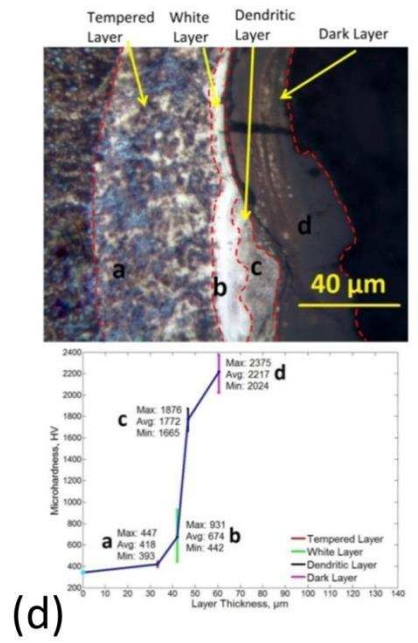 Tempered Layer
White Layer
Dendritic Layer
Dark Layer
a
b
c
d
40 µm
2400
2200
2000
1800
1600
1400
1200
1000
800
600
400
200
Microhardness, HV
Max: 2375
Avg: 2217
Min: 2024
d
Max: 1876
Avg: 1772
Min: 1665
c
Max: 447
Avg: 418
Min: 393
a
Max: 931
Avg: 674
Min: 442
b
Tempered Layer
White Layer
Dendritic Layer
Dark Layer
0 10 20 30 40 50 60 70 80 90 100 110 120 130 140
Layer Thickness, µm
(d)